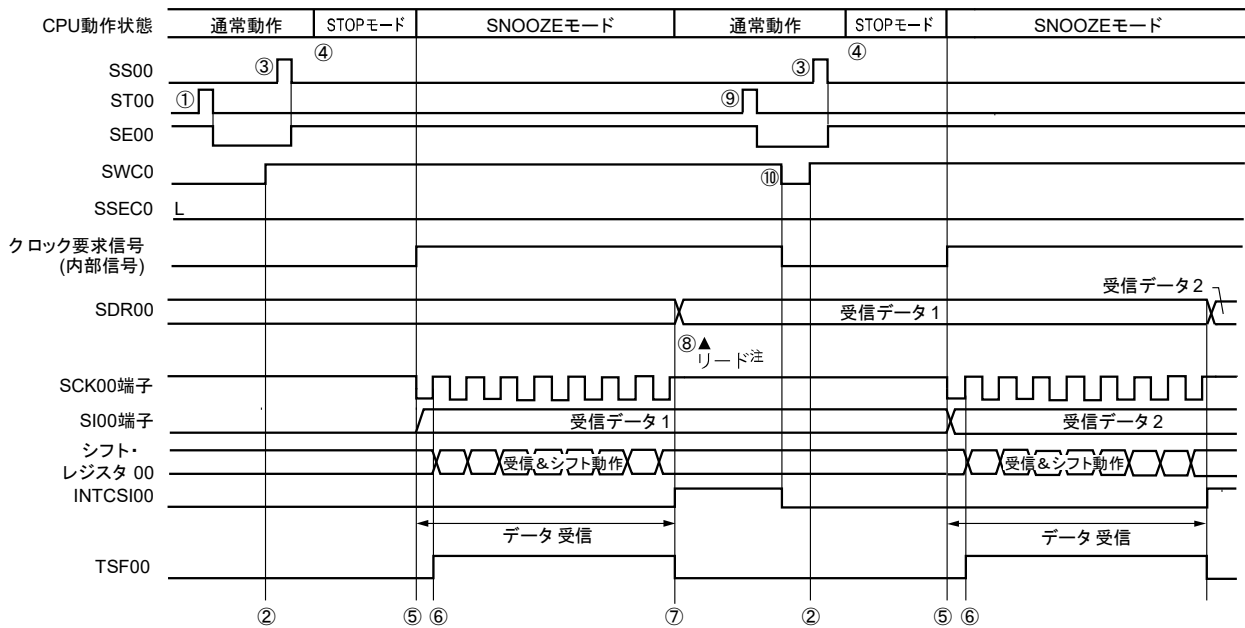 CPU動作状態 通常動作 STOPモード SNOOZEモード 通常動作 STOPモード SNOOZEモード
③ ④ ③ ④
SS00
ST00 ① ⑨
SE00
SWC0 ⑩
SSEC0 L
クロック要求信号
(内部信号)
受信データ2
SDR00 受信データ1
⑧▲
リード注
SCK00端子
SI00端子 受信データ1 受信データ2
シフト・
レジスタ 00 受信&シフト動作 受信&シフト動作
INTCSI00
データ 受信 データ 受信
TSF00
② ⑤ ⑥ ⑦ ② ⑤ ⑥